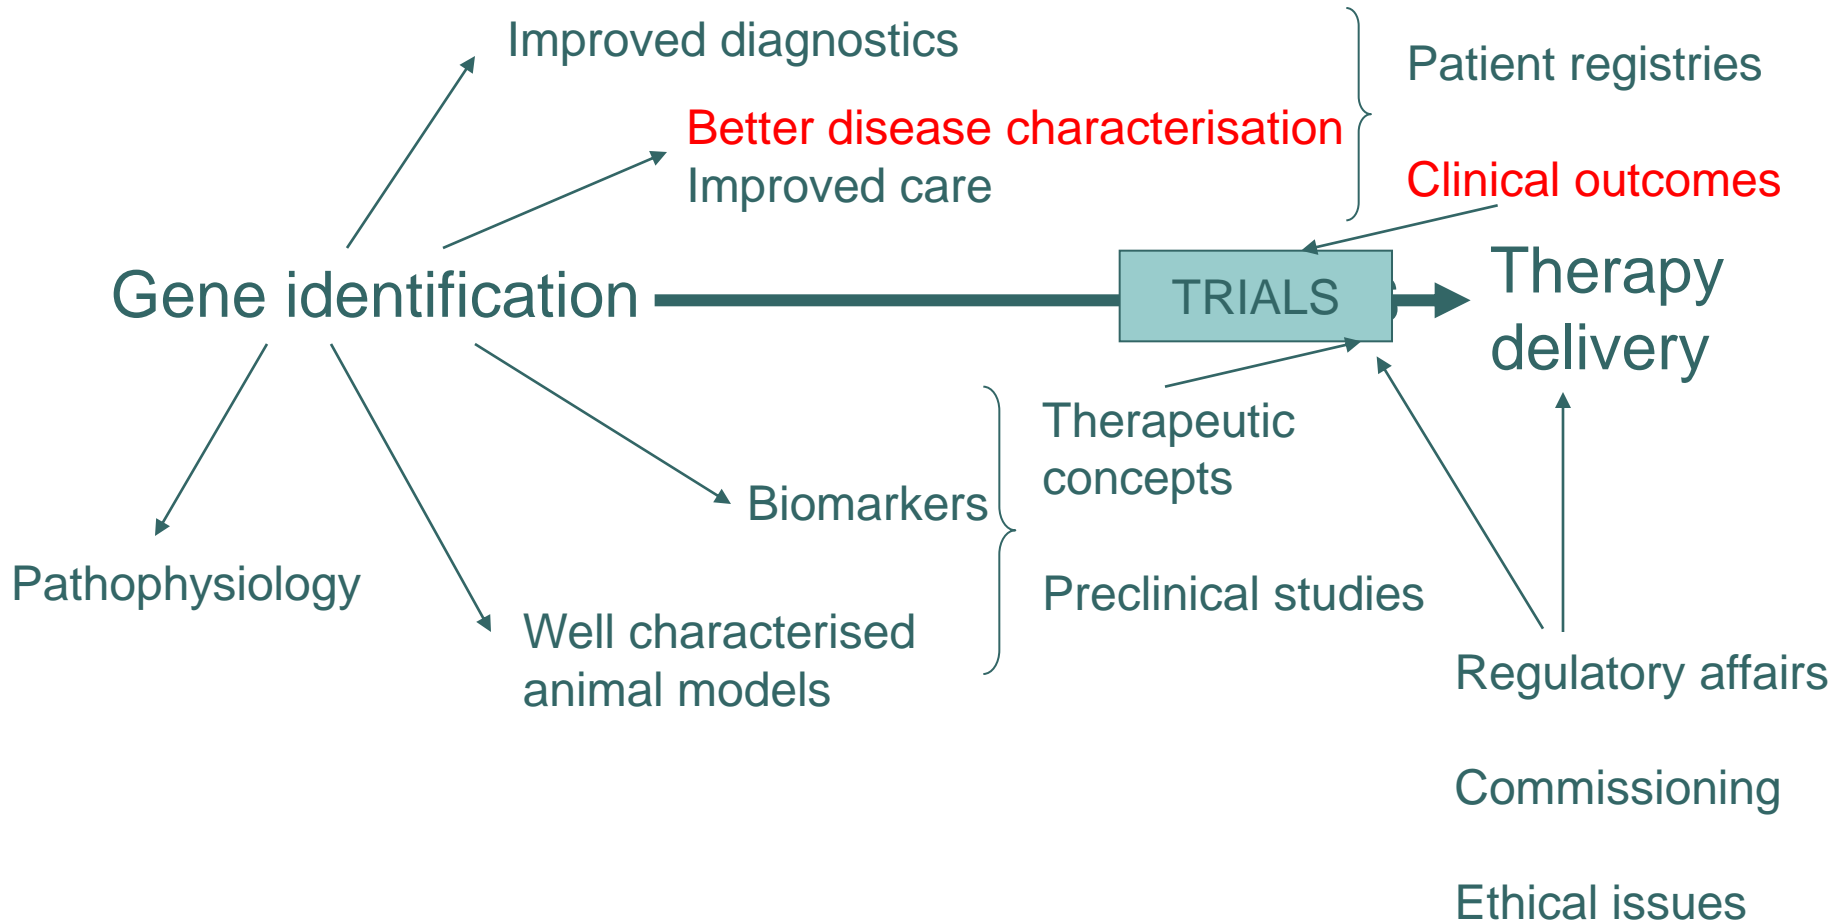 Improved diagnostics
Patient registries
Better disease characterisation
Improved care
Clinical outcomes
Gene identification
TRIALS
Therapy
delivery
Therapeutic
concepts
Biomarkers
Pathophysiology
Preclinical studies
Well characterised
animal models
Regulatory affairs
Commissioning
Ethical issues